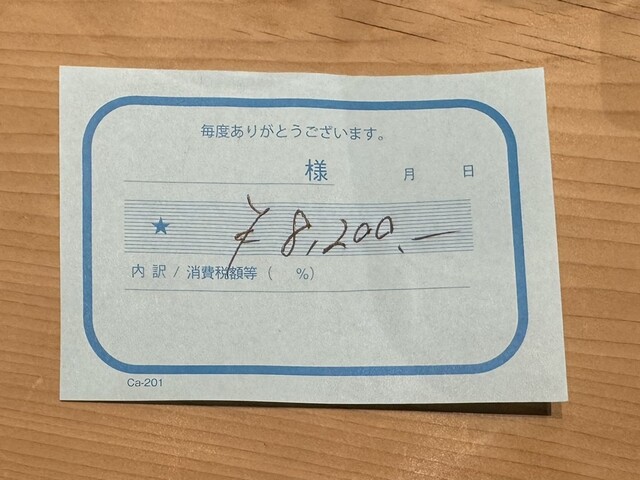 毎度ありがとうございます。
様 月 日
★ ¥8,200.—
内訳 / 消費税額等（ %）
Ca-201